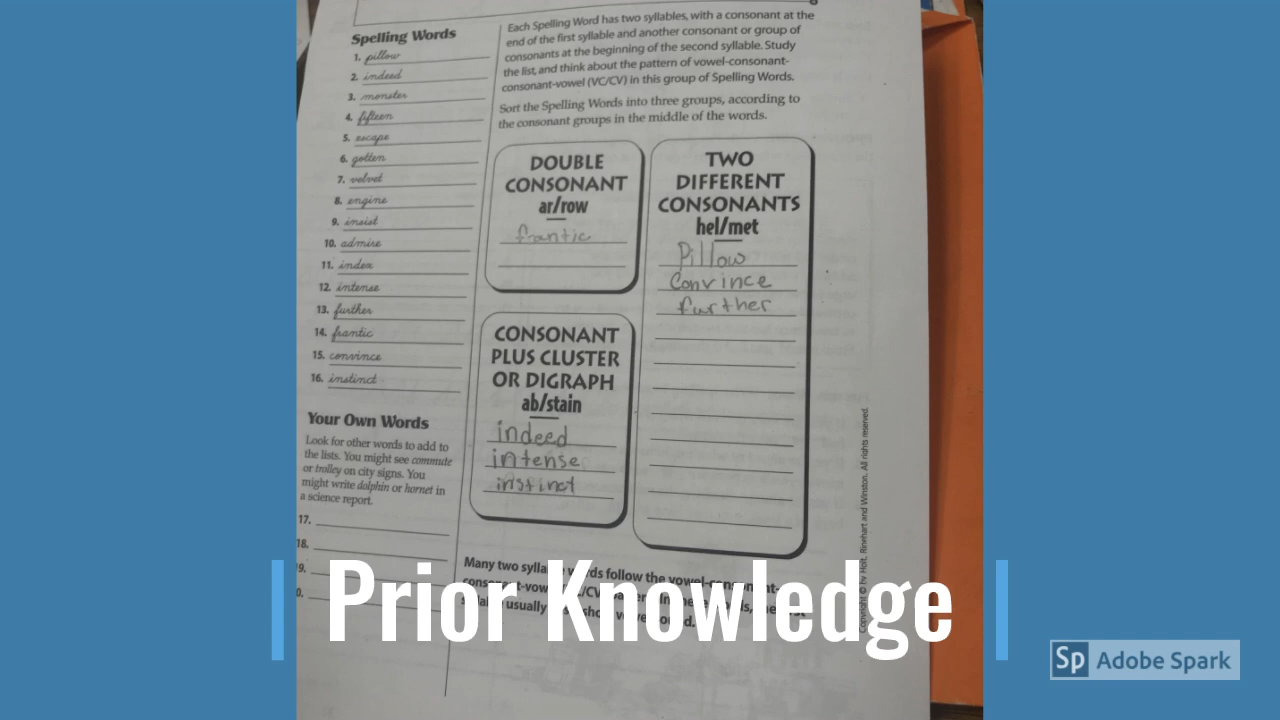 Spelling Words
1. pillow
2. indeed
3. monster
4. fifteen
5. escape
6. gotten
7. velvet
8. engine
9. insist
10. admire
11. index
12. intense
13. further
14. frantic
15. convince
16. instinct
Your Own Words
Look for other words to add to
the lists. You might see commute
or trolley on city signs. You
might write dolphin or hornet in
a science report.
17.
18.
9.
0.
Each Spelling Word has two syllables, with a consonant at the
end of the first syllable and another consonant or group of
consonants at the beginning of the second syllable. Study
the list, and think about the pattern of vowel-consonant-
consonant-vowel (VC/CV) in this group of Spelling Words.
Sort the Spelling Words into three groups, according to
the consonant groups in the middle of the words.
DOUBLE
CONSONANT
ar/row
frantic
TWO
DIFFERENT
CONSONANTS
hel/met
Pillow
Convince
further
CONSONANT
PLUS CLUSTER
OR DIGRAPH
ab/stain
indeed
intense
instinct
Many two follow the vowel-consonant-
usually
Copyright © by Holt, Rinehart and Winston. All rights reserved.
Prior Knowledge
Sp Adobe Spark